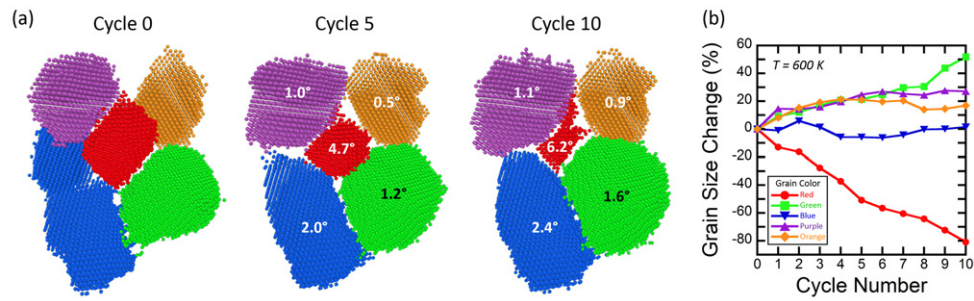 (a)
Cycle 0
Cycle 5
Cycle 10
1.0°
0.5°
4.7°
1.2°
2.0°
1.1°
0.9°
6.2°
1.6°
2.4°
(b)
Grain Size Change (%)
60
40
20
0
-20
-40
-60
-80
T = 600 K
Grain Color
Red
Green
Blue
Purple
Orange
0 1 2 3 4 5 6 7 8 9 10
Cycle Number